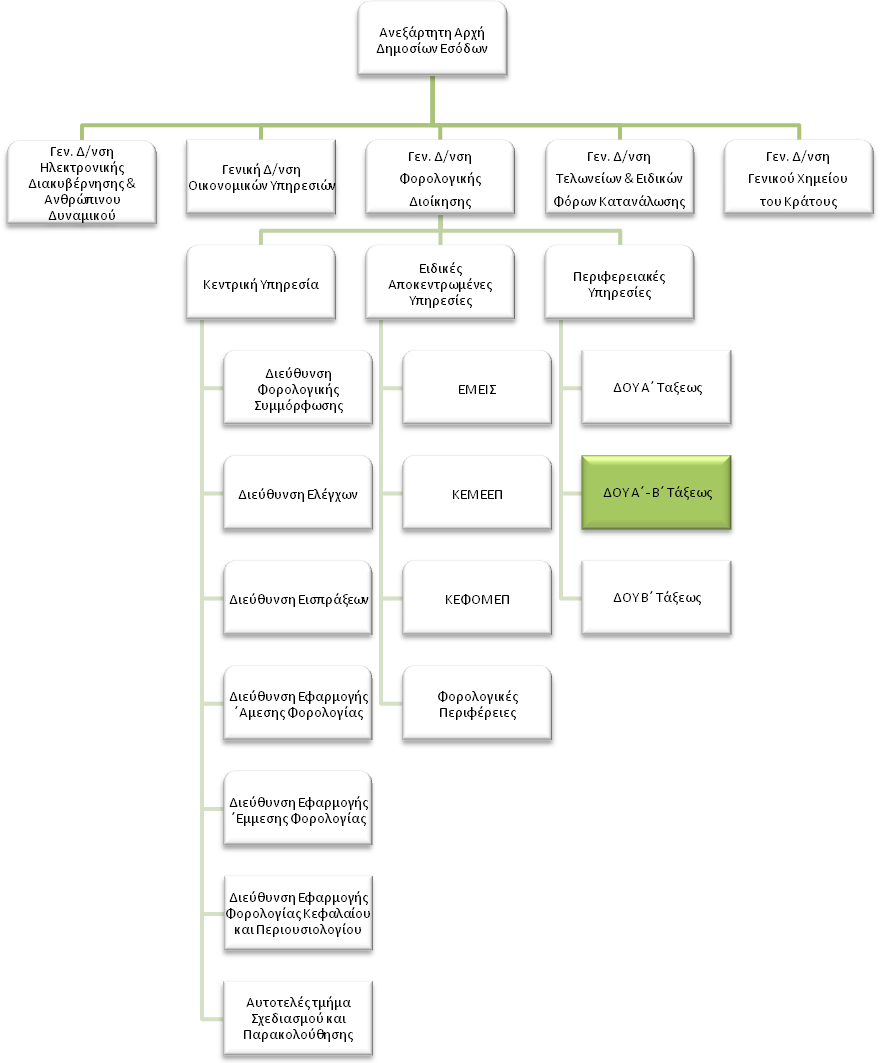 Ανεξάρτητη Αρχή
Δημοσίων Εσόδων
Γεν. Δ/νση
Ηλεκτρονικής
Διακυβέρνησης &
Ανθρώπινου
Δυναμικού
Γενική Δ/νση
Οικονομικών Υπηρεσιών
Γεν. Δ/νση
Φορολογικής
Διοίκησης
Γεν. Δ/νση
Τελωνείων & Ειδικών
Φόρων Κατανάλωσης
Γεν. Δ/νση
Γενικού Χημείου
του Κράτους
Κεντρική Υπηρεσία
Ειδικές
Αποκεντρωμένες
Υπηρεσίες
Περιφερειακές
Υπηρεσίες
Διεύθυνση
Φορολογικής
Συμμόρφωσης
Διεύθυνση Ελέγχων
Διεύθυνση Εισπράξεων
Διεύθυνση Εφαρμογής
΄Αμεσης Φορολογίας
Διεύθυνση Εφαρμογής
΄Εμμεσης Φορολογίας
Διεύθυνση Εφαρμογής
Φορολογίας Κεφαλαίου
και Περιουσιολογίου
Αυτοτελές τμήμα
Σχεδιασμού και
Παρακολούθησης
ΕΜΕΙΣ
ΚΕΜΕΕΠ
ΚΕΦΟΜΕΠ
Φορολογικές
Περιφέρειες
ΔΟΥ Α΄ Ταξεως
ΔΟΥ Α΄- Β΄ Τάξεως
ΔΟΥ Β΄ Τάξεως